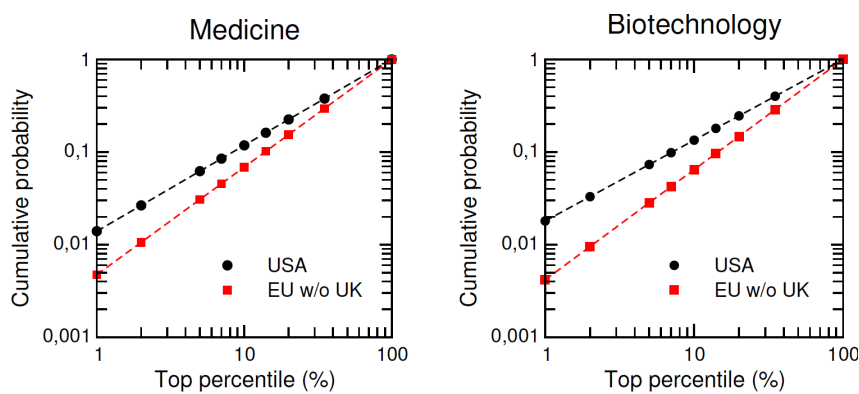 Medicine
Cumulative probability
1
0,1
0,01
0,001
USA
EU w/o UK
1 10 100
Top percentile (%)
Biotechnology
Cumulative probability
1
0,1
0,01
0,001
USA
EU w/o UK
1 10 100
Top percentile (%)